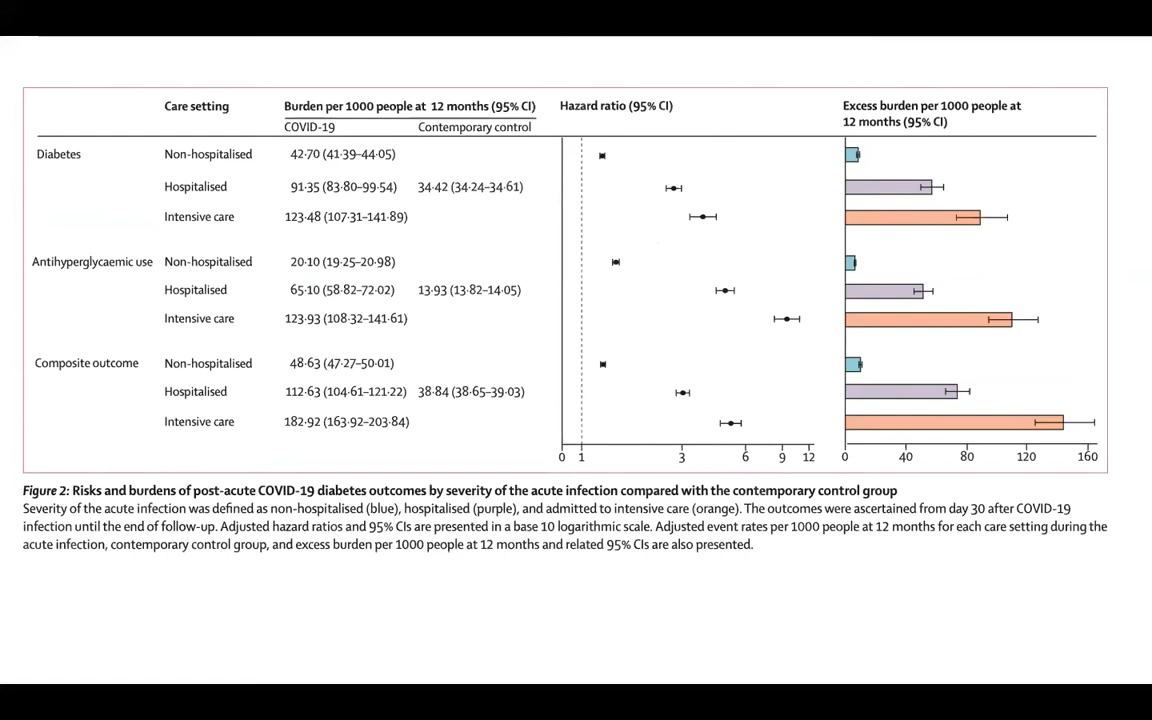 Care setting Burden per 1000 people at 12 months (95% CI) Hazard ratio (95% CI) Excess burden per 1000 people at 12 months (95% CI)
COVID-19 Contemporary control
Diabetes Non-hospitalised 42·70 (41·39–44·05)
Hospitalised 91·35 (83·80–99·54) 34·42 (34·24–34·61)
Intensive care 123·48 (107·31–141·89)
Antihyperglycaemic use Non-hospitalised 20·10 (19·25–20·98)
Hospitalised 65·10 (58·82–72·02) 13·93 (13·82–14·05)
Intensive care 123·93 (108·32–141·61)
Composite outcome Non-hospitalised 48·63 (47·27–50·01)
Hospitalised 112·63 (104·61–121·22) 38·84 (38·65–39·03)
Intensive care 182·92 (163·92–203·84)
0 1 3 6 9 12 0 40 80 120 160
Figure 2: Risks and burdens of post-acute COVID-19 diabetes outcomes by severity of the acute infection compared with the contemporary control group
Severity of the acute infection was defined as non-hospitalised (blue), hospitalised (purple), and admitted to intensive care (orange). The outcomes were ascertained from day 30 after COVID-19
infection until the end of follow-up. Adjusted hazard ratios and 95% CIs are presented in a base 10 logarithmic scale. Adjusted event rates per 1000 people at 12 months for each care setting during the
acute infection, contemporary control group, and excess burden per 1000 people at 12 months and related 95% CIs are also presented.